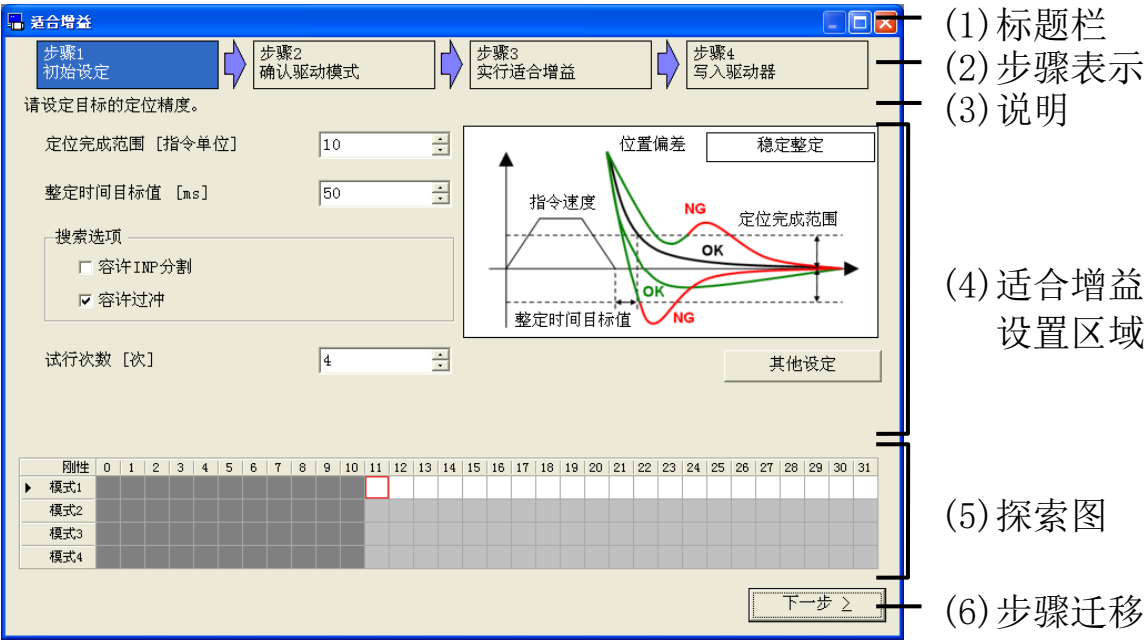 适合增益
步骤1
初始设定
步骤2
确认驱动模式
步骤3
实行适合增益
步骤4
写入驱动器
请设定目标的定位精度。
定位完成范围 [指令单位]
10
整定时间目标值 [ms]
50
搜索选项
容许INP分割
容许过冲
试行次数 [次]
4
位置偏差
稳定整定
指令速度
NG
定位完成范围
OK
OK
整定时间目标值
NG
其他设定
刚性 0 1 2 3 4 5 6 7 8 9 10 11 12 13 14 15 16 17 18 19 20 21 22 23 24 25 26 27 28 29 30 31
模式1
模式2
模式3
模式4
下一步 ≥
(1)标题栏
(2)步骤表示
(3)说明
(4)适合增益
设置区域
(5)探索图
(6)步骤迁移